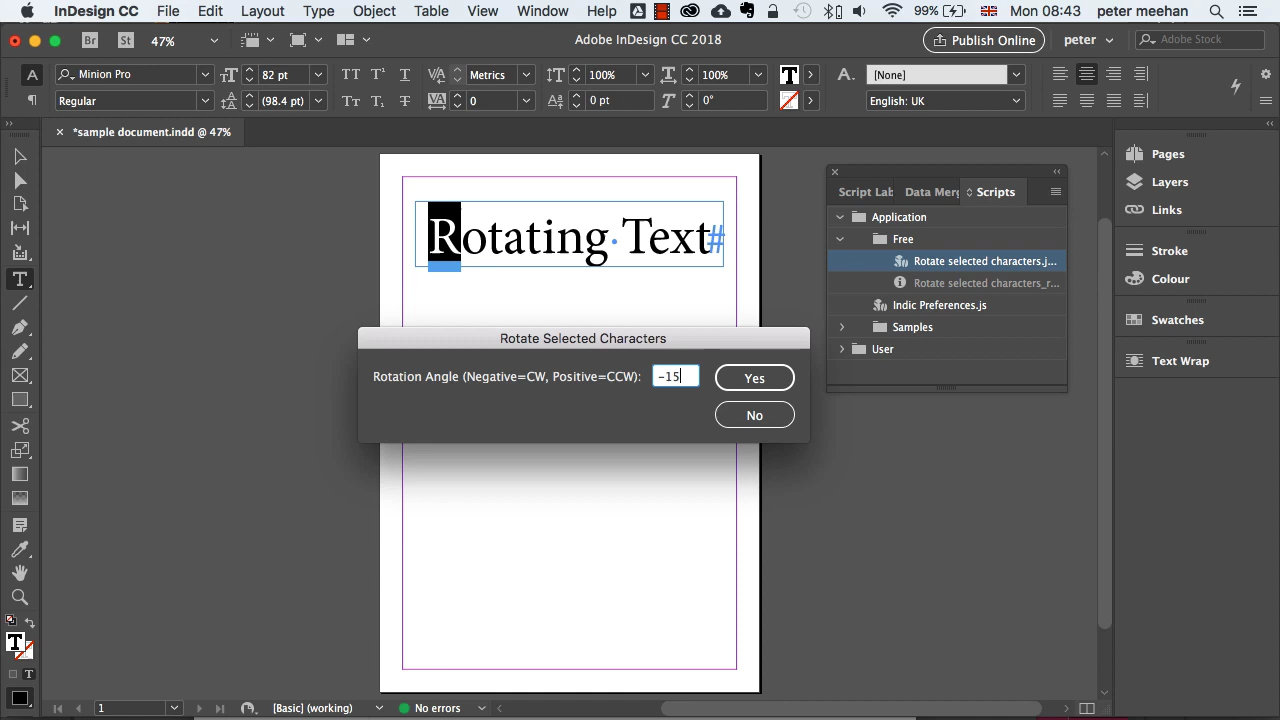 InDesign CC File Edit Layout Type Object Table View Window Help 99% Mon 08:43 peter meehan
Br St 47% Adobe InDesign CC 2018 Publish Online peter Adobe Stock
Minion Pro 82 pt Metrics 100% 100% [None]
Regular (98.4 pt) 0 0 pt 0° English: UK
*sample document.indd @ 47%
Rotating Text#
Script Lab Data Merg Scripts
Application
Free
Rotate selected characters.j...
Rotate selected characters_r...
Indic Preferences.js
Samples
User
Pages
Layers
Links
Stroke
Colour
Swatches
Text Wrap
Rotate Selected Characters
Rotation Angle (Negative=CW, Positive=CCW): -15 Yes
No
1 [Basic] (working) No errors